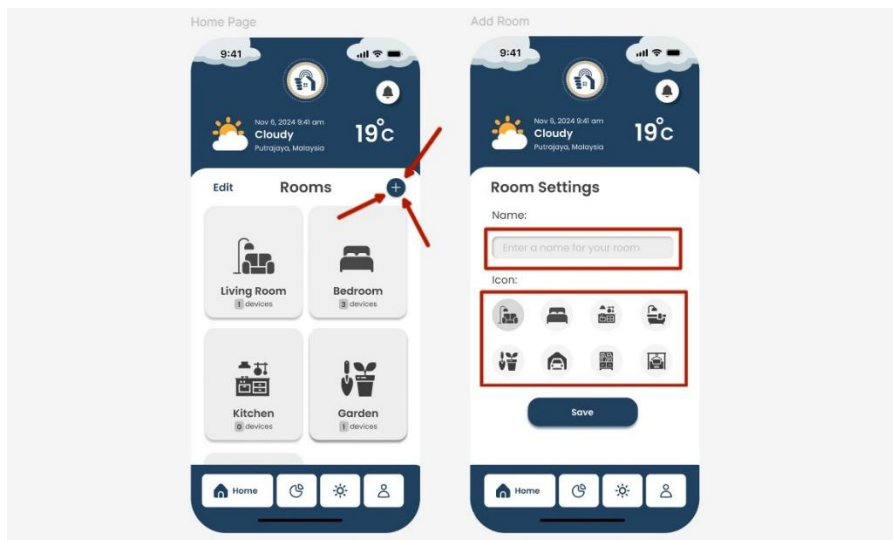 Home Page
9:41
Nov 6, 2024 9:41 am
Cloudy
Putrajaya, Malaysia
19°c
Edit
Rooms
Living Room
1 devices
Bedroom
3 devices
Kitchen
0 devices
Garden
1 devices
Home
Add Room
9:41
Nov 6, 2024 9:41 am
Cloudy
Putrajaya, Malaysia
19°c
Room Settings
Name:
Enter a name for your room
Icon:
Save
Home